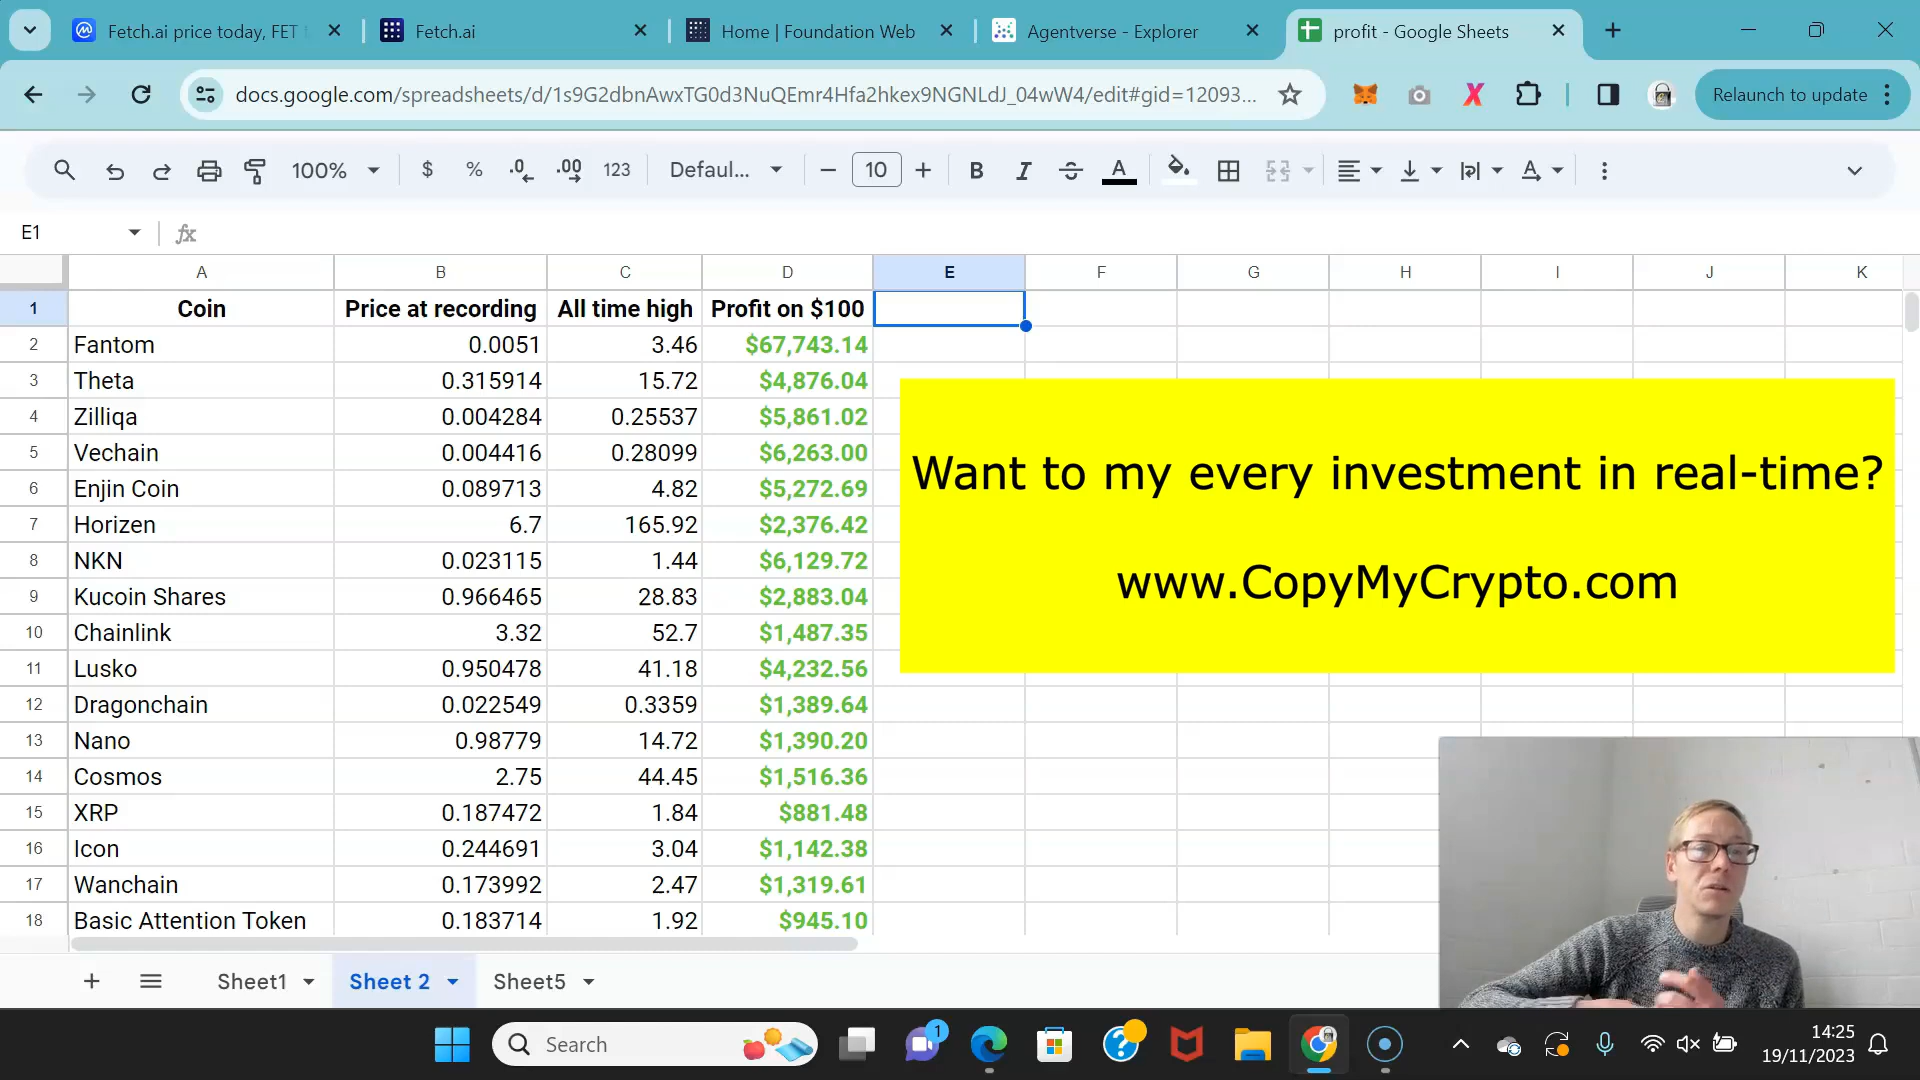 Fetch.ai price today, FET
Fetch.ai
Home | Foundation Web
Agentverse - Explorer
profit - Google Sheets
docs.google.com/spreadsheets/d/1s9G2dbnAwxTG0d3NuQEmr4Hfa2hkex9NGNLdJ_04wW4/edit#gid=12093...
Relaunch to update
100%
$
%
.0
.00
123
Defaul...
10
B
I
A
E1
fx
A B C D E F G H I J K
1 Coin Price at recording All time high Profit on $100
2 Fantom 0.0051 3.46 $67,743.14
3 Theta 0.315914 15.72 $4,876.04
4 Zilliqa 0.004284 0.25537 $5,861.02
5 Vechain 0.004416 0.28099 $6,263.00
6 Enjin Coin 0.089713 4.82 $5,272.69
7 Horizen 6.7 165.92 $2,376.42
8 NKN 0.023115 1.44 $6,129.72
9 Kucoin Shares 0.966465 28.83 $2,883.04
10 Chainlink 3.32 52.7 $1,487.35
11 Lusko 0.950478 41.18 $4,232.56
12 Dragonchain 0.022549 0.3359 $1,389.64
13 Nano 0.98779 14.72 $1,390.20
14 Cosmos 2.75 44.45 $1,516.36
15 XRP 0.187472 1.84 $881.48
16 Icon 0.244691 3.04 $1,142.38
17 Wanchain 0.173992 2.47 $1,319.61
18 Basic Attention Token 0.183714 1.92 $945.10
Want to my every investment in real-time?
www.CopyMyCrypto.com
Sheet1
Sheet 2
Sheet5
Search
1
14:25
19/11/2023